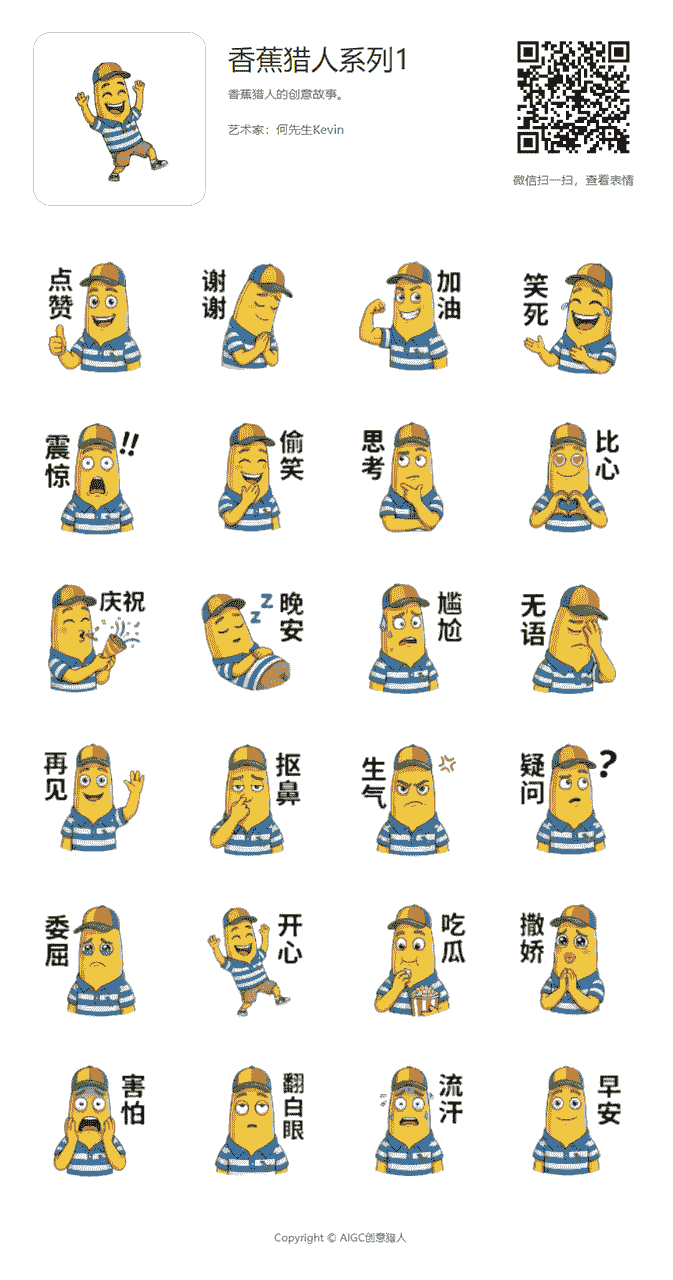 香蕉猎人系列1
香蕉猎人的创意故事。
艺术家：何先生Kevin
微信扫一扫，查看表情
点赞
谢谢
加油
笑死
震惊
!!
偷笑
思考
比心
庆祝
z z
晚安
尴尬
无语
再见
抠鼻
生气
疑问
?
委屈
开心
吃瓜
撒娇
害怕
翻白眼
流汗
早安
Copyright © AIGC创意猎人